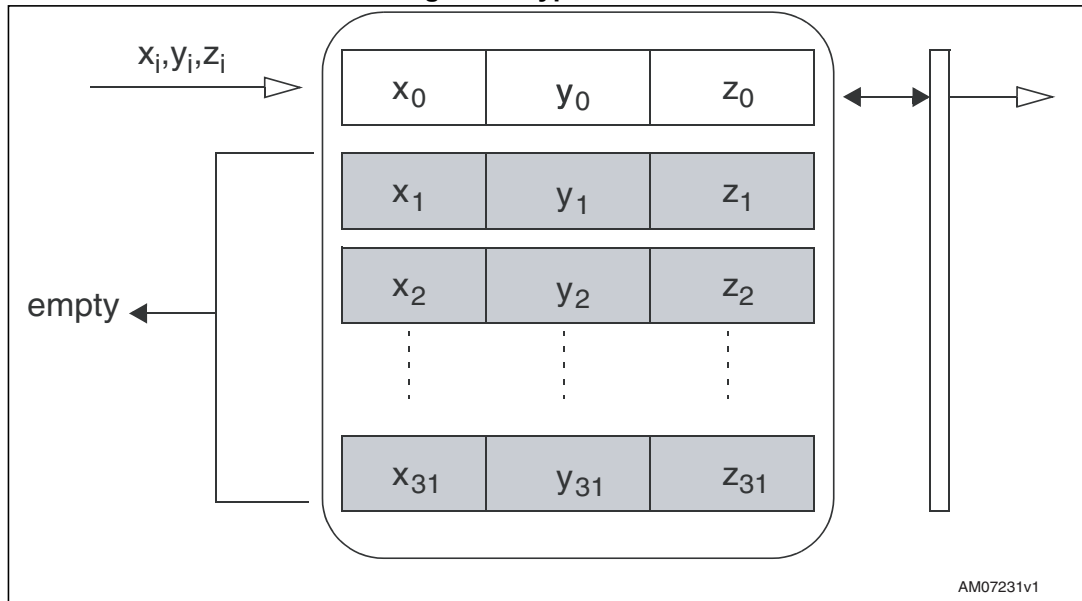 xᵢ,yᵢ,zᵢ
x₀ y₀ z₀
x₁ y₁ z₁
x₂ y₂ z₂
empty
x₃₁ y₃₁ z₃₁
AM07231v1